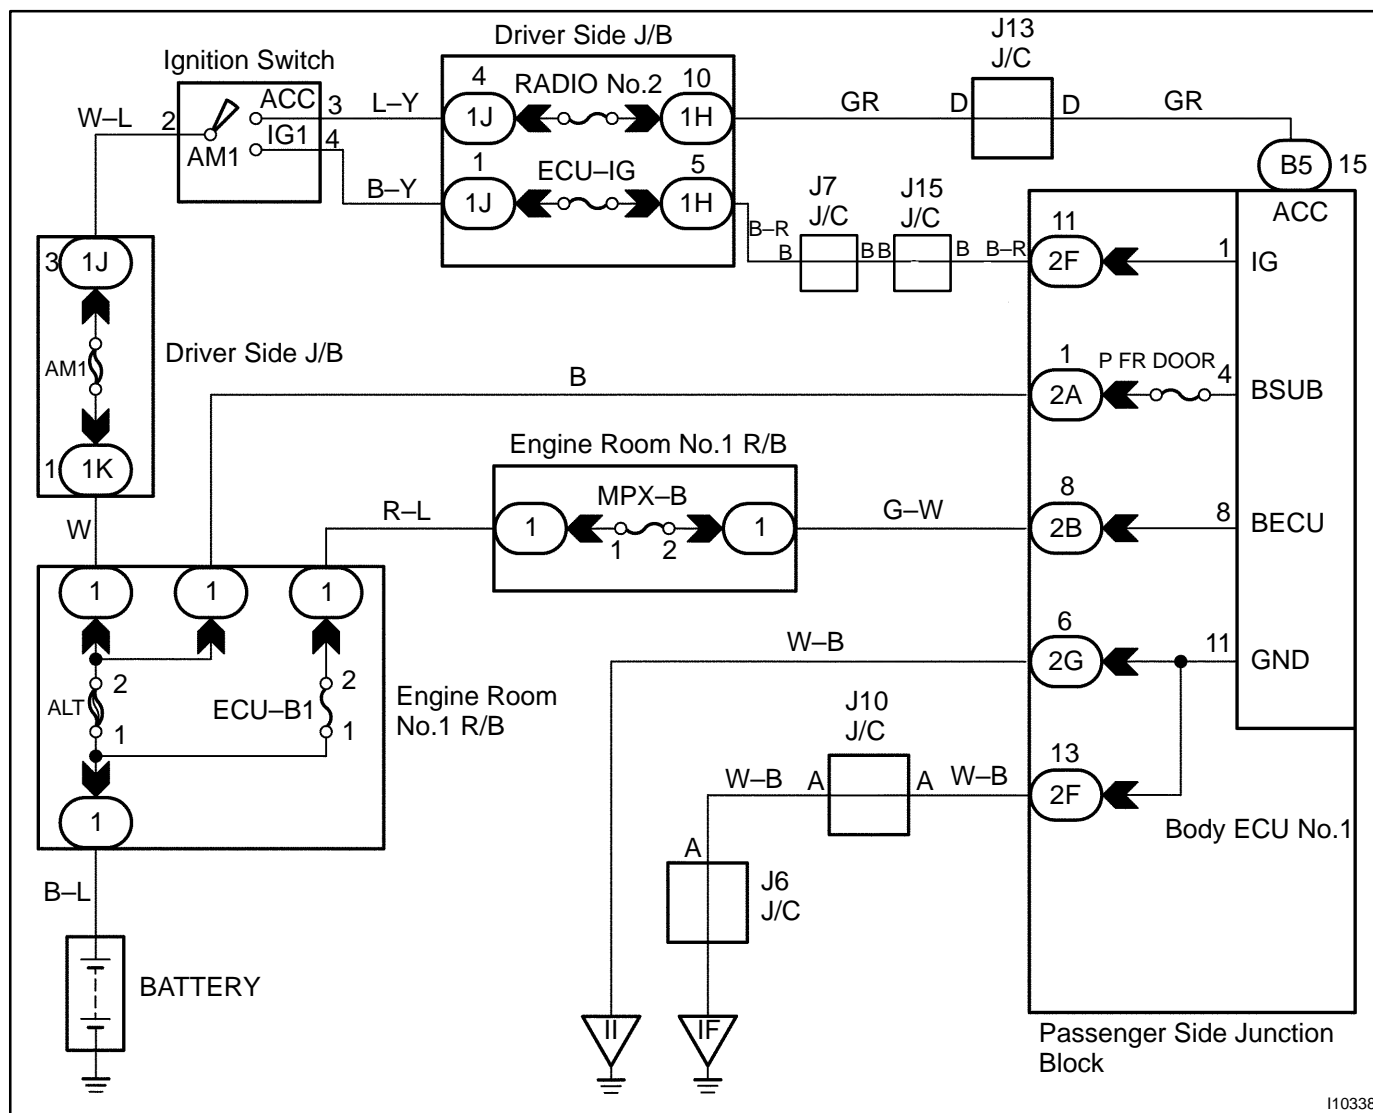 Driver Side J/B
J13
J/C
Ignition Switch
4 RADIO No.2 10
ACC 3 L–Y 1J 1H GR D D GR
W–L 2 IG1 4
AM1
B5 15
1 ECU–IG 5
B–Y 1J 1H
J7
J/C
J15
J/C
ACC
B–R
B B B B B–R
11
2F
1 IG
3 1J
AM1
Driver Side J/B
1 1K
B
1 P FR DOOR 4
2A BSUB
Engine Room No.1 R/B
MPX–B
R–L 1 1 2 1 G–W
8
2B 8 BECU
W
1 1 1
W–B
6
2G 11 GND
2 2
ALT ECU–B1
1 1
Engine Room
No.1 R/B
1
J10
J/C
W–B A A W–B
13
2F
Body ECU No.1
A
J6
J/C
B–L
BATTERY
II IF
Passenger Side Junction
Block
I10338